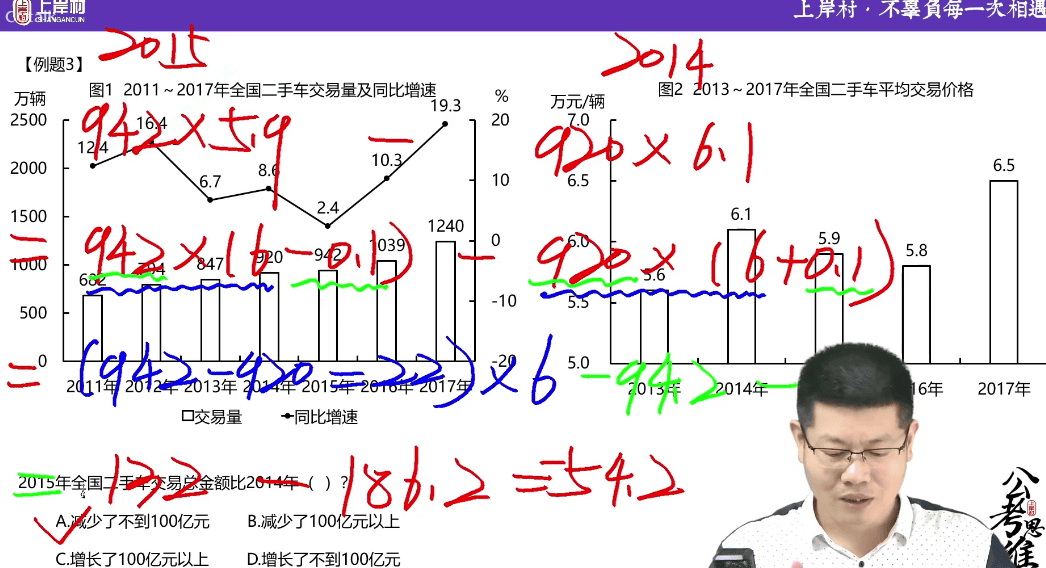 上岸村
SHANGANCUN
上岸村·不辜負每一次相遇
【例题3】
2015
2014
图1 2011～2017年全国二手车交易量及同比增速
图2 2013～2017年全国二手车平均交易价格
万辆
%
万元/辆
2500
2000
1500
1000
500
0
12.4
16.4
6.7
8.6
2.4
10.3
19.3
682
794
847
920
942
1039
1240
20
10
0
-10
-20
2011年 2012年 2013年 2014年 2015年 2016年 2017年
交易量 同比增速
7.0
6.5
6.0
5.5
5.0
5.6
6.1
5.9
5.8
6.5
2013年 2014年 16年 2017年
942×5.9 - 920×6.1
=942×(6-0.1) - 920×(6+0.1)
=(942-920=22)×6-94.2-
=132-186.2=54.2
2015年全国二手车交易总金额比2014年（ ）?
A.减少了不到100亿元 B.减少了100亿元以上
C.增长了100亿元以上 D.增长了不到100亿元
公考思维